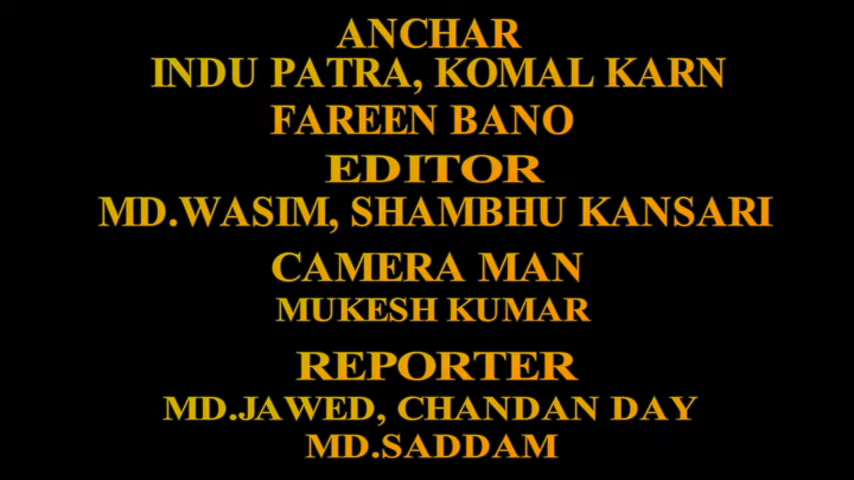 ANCHAR
INDU PATRA, KOMAL KARN
FAREEN BANO
EDITOR
MD.WASIM, SHAMBHU KANSARI
CAMERA MAN
MUKESH KUMAR
REPORTER
MD.JAWED, CHANDAN DAY
MD.SADDAM